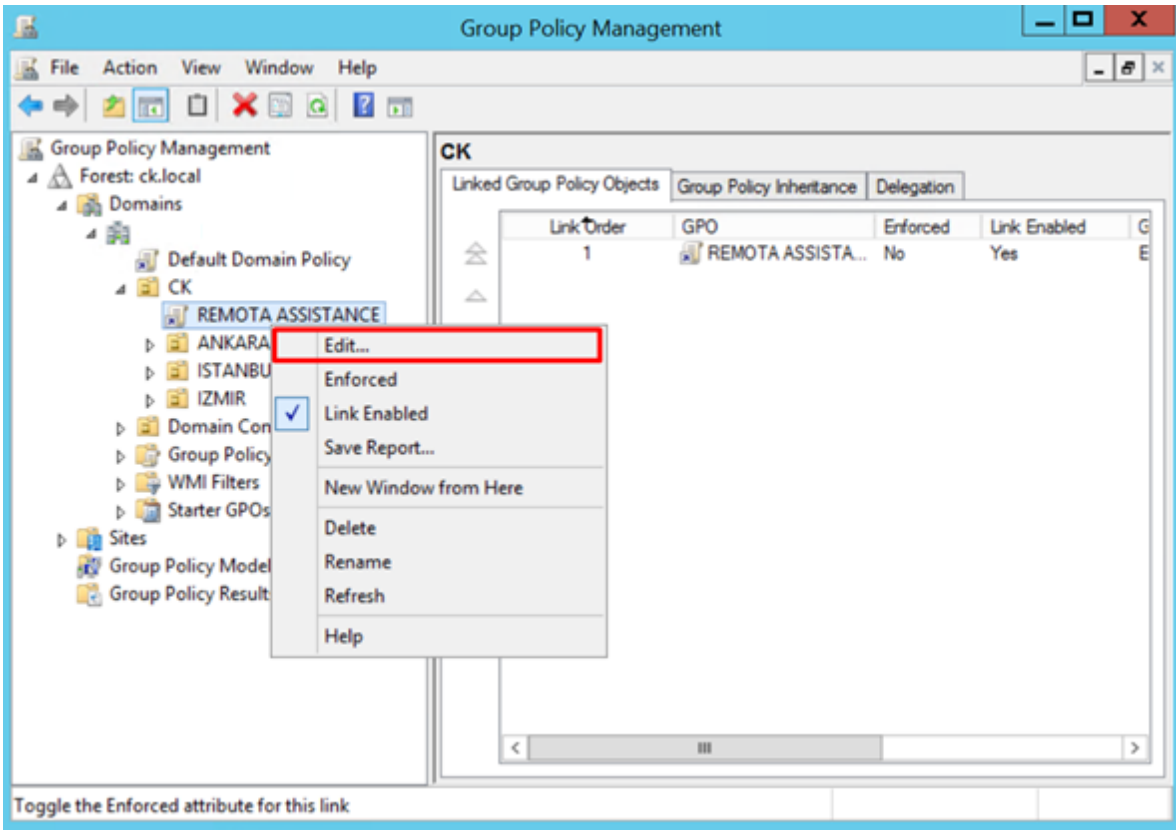 Group Policy Management
File Action View Window Help
Group Policy Management
Forest: ck.local
Domains
Default Domain Policy
CK
REMOTA ASSISTANCE
ANKARA
ISTANBU
IZMIR
Domain Con
Group Policy
WMI Filters
Starter GPOs
Sites
Group Policy Model
Group Policy Result
Edit...
Enforced
Link Enabled
Save Report...
New Window from Here
Delete
Rename
Refresh
Help
CK
Linked Group Policy Objects Group Policy Inheritance Delegation
Link Order GPO Enforced Link Enabled G
1 REMOTA ASSISTA... No Yes E
Toggle the Enforced attribute for this link